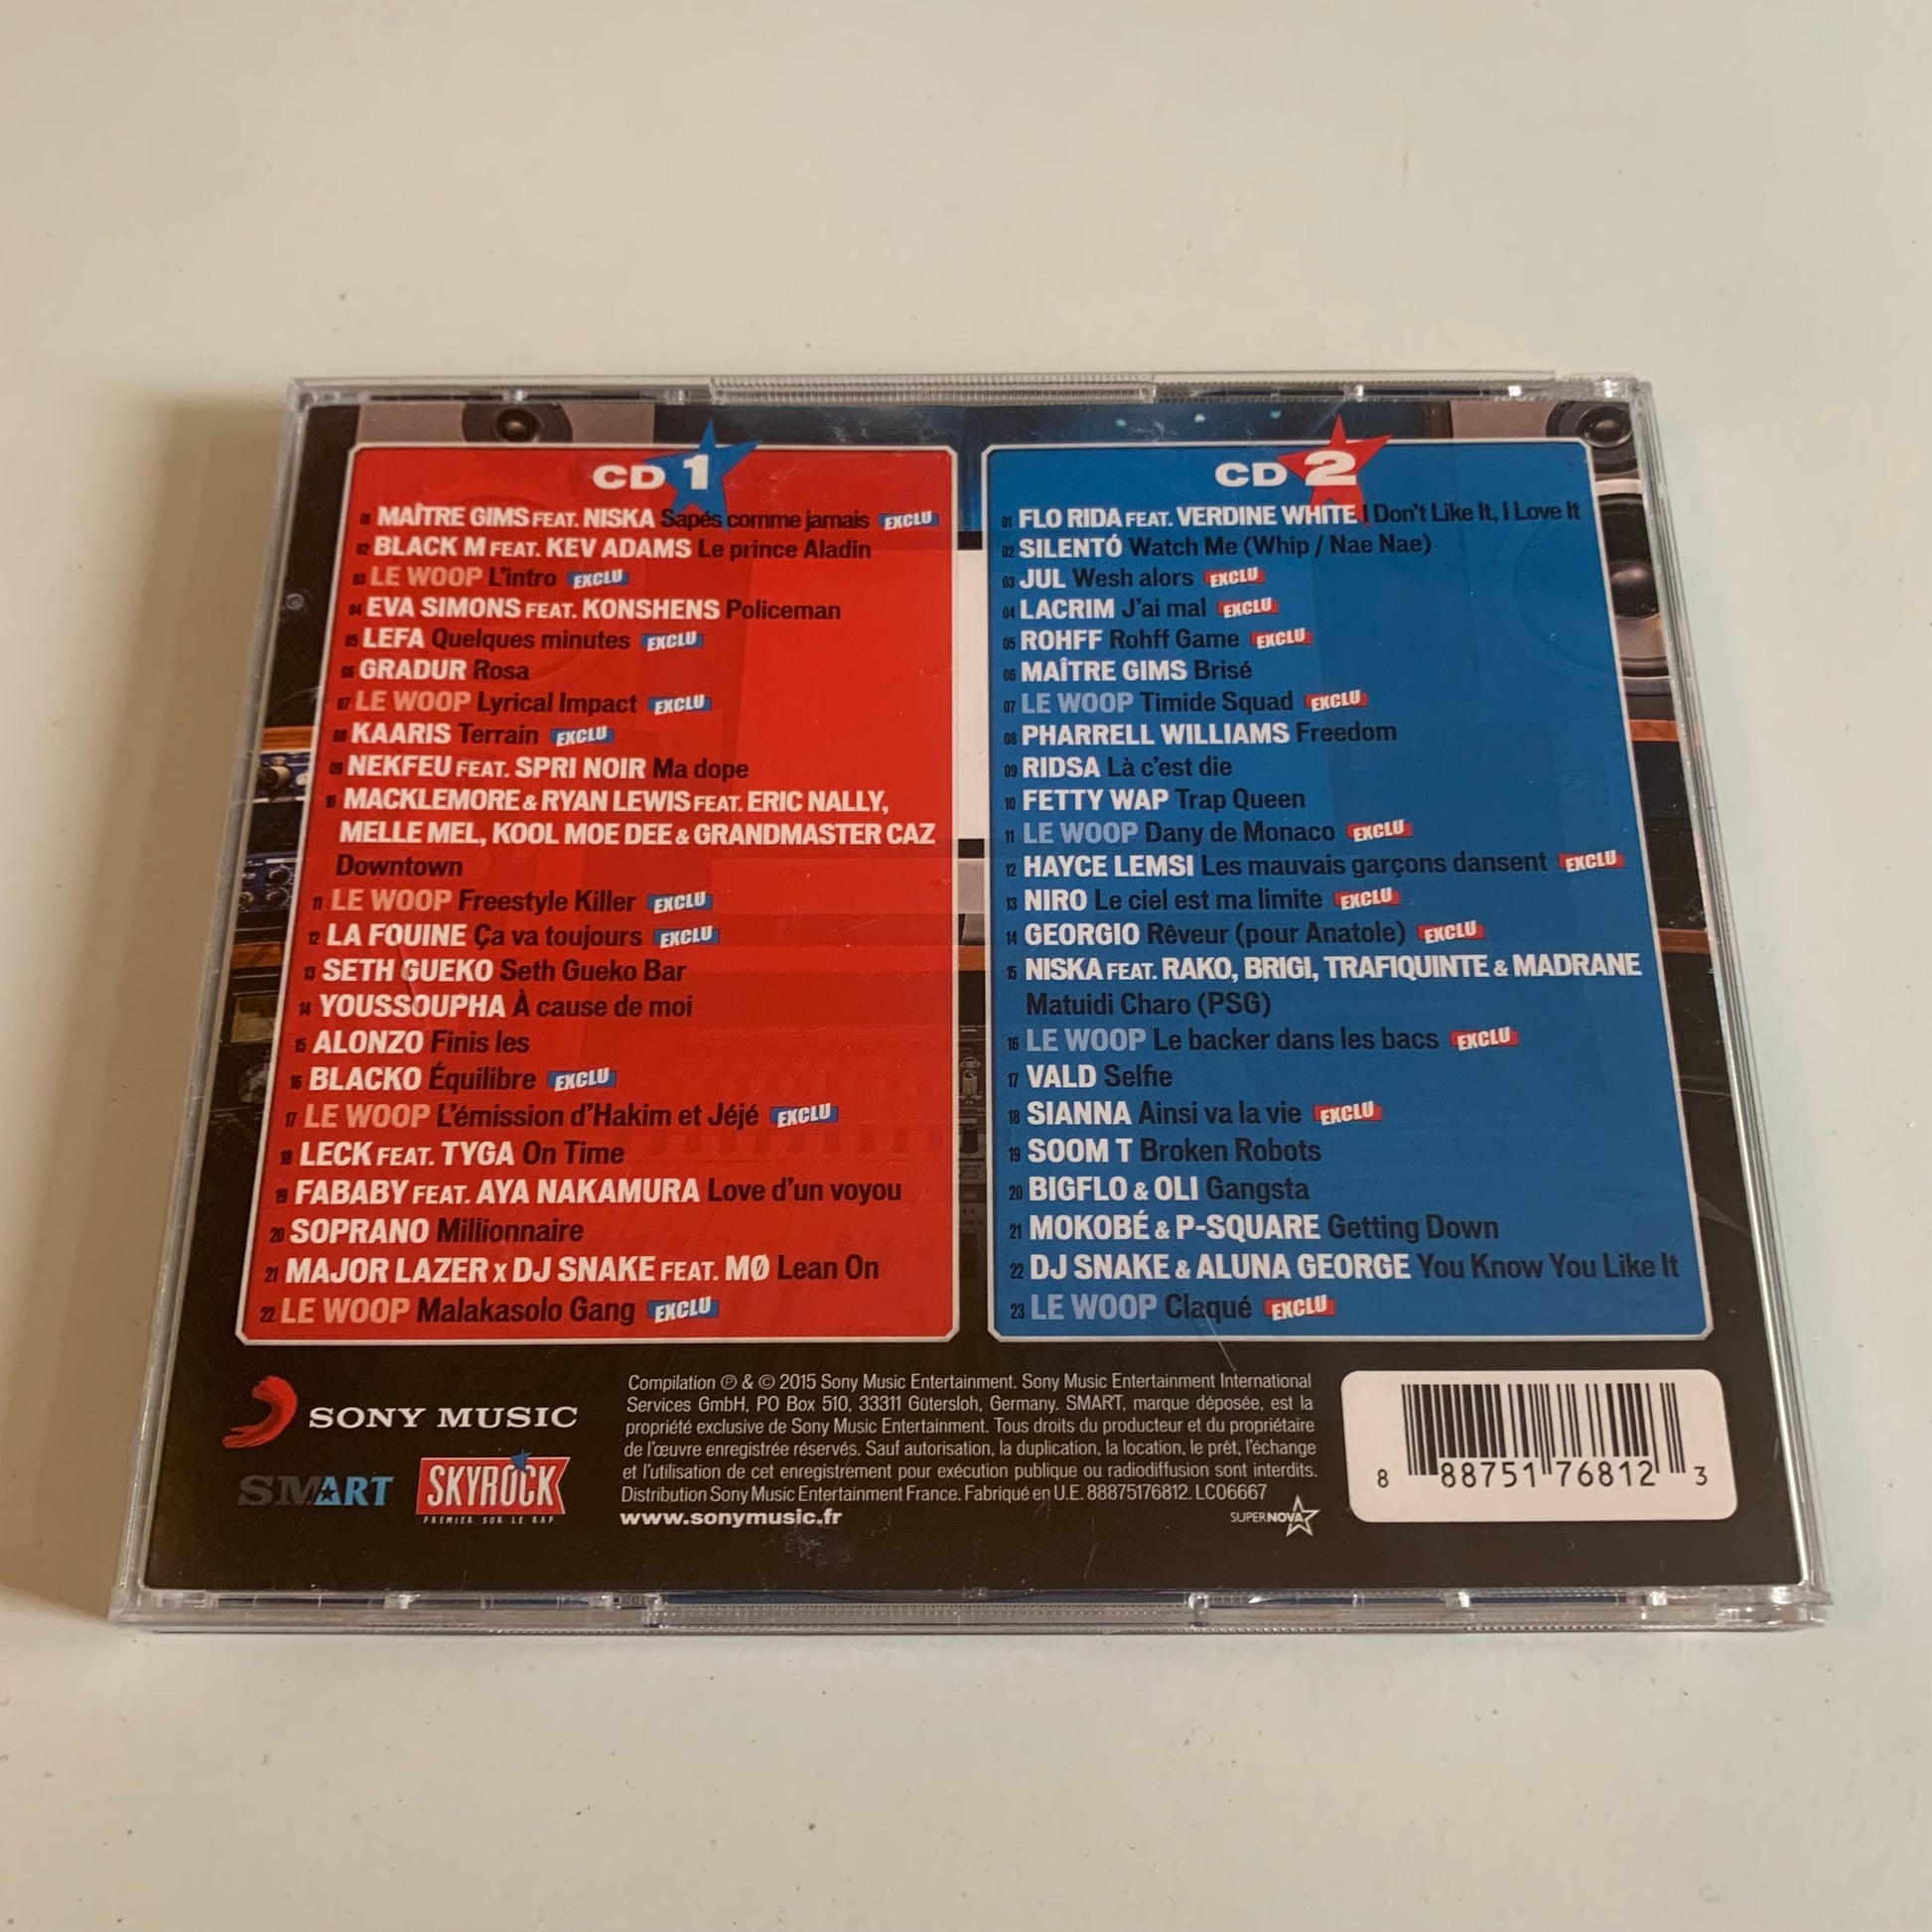 CD 1
01 MAÎTRE GIMS FEAT. NISKA Sapés comme jamais EXCLU
02 BLACK M FEAT. KEV ADAMS Le prince Aladin
03 LE WOOP L'intro EXCLU
04 EVA SIMONS FEAT. KONSHENS Policeman
05 LEFA Quelques minutes EXCLU
06 GRADUR Rosa
07 LE WOOP Lyrical Impact EXCLU
08 KAARIS Terrain EXCLU
09 NEKFEU FEAT. SPRI NOIR Ma dope
10 MACKLEMORE & RYAN LEWIS FEAT. ERIC NALLY,
MELLE MEL, KOOL MOE DEE & GRANDMASTER CAZ
Downtown
11 LE WOOP Freestyle Killer EXCLU
12 LA FOUINE Ça va toujours EXCLU
13 SETH GUEKO Seth Gueko Bar
14 YOUSSOUPHA À cause de moi
15 ALONZO Finis les
16 BLACKO Équilibre EXCLU
17 LE WOOP L'émission d'Hakim et Jéjé EXCLU
18 LECK FEAT. TYGA On Time
19 FABABY FEAT. AYA NAKAMURA Love d'un voyou
20 SOPRANO Millionnaire
21 MAJOR LAZER x DJ SNAKE FEAT. MØ Lean On
22 LE WOOP Malakasolo Gang EXCLU
CD 2
01 FLO RIDA FEAT. VERDINE WHITE I Don't Like It, I Love It
02 SILENTÓ Watch Me (Whip / Nae Nae)
03 JUL Wesh alors EXCLU
04 LACRIM J'ai mal EXCLU
05 ROHFF Rohff Game EXCLU
06 MAÎTRE GIMS Brisé
07 LE WOOP Timide Squad EXCLU
08 PHARRELL WILLIAMS Freedom
09 RIDSA Là c'est die
10 FETTY WAP Trap Queen
11 LE WOOP Dany de Monaco EXCLU
12 HAYCE LEMSI Les mauvais garçons dansent EXCLU
13 NIRO Le ciel est ma limite EXCLU
14 GEORGIO Rêveur (pour Anatole) EXCLU
15 NISKA FEAT. RAKO, BRIGI, TRAFIQUINTE & MADRANE
Matuidi Charo (PSG)
16 LE WOOP Le backer dans les bacs EXCLU
17 VALD Selfie
18 SIANNA Ainsi va la vie EXCLU
19 SOOM T Broken Robots
20 BIGFLO & OLI Gangsta
21 MOKOBÉ & P-SQUARE Getting Down
22 DJ SNAKE & ALUNA GEORGE You Know You Like It
23 LE WOOP Claqué EXCLU
SONY MUSIC
SMART
SKYROCK
PREMIER SUR LE RAP
Compilation ℗ & © 2015 Sony Music Entertainment. Sony Music Entertainment International
Services GmbH, PO Box 510, 33311 Gütersloh, Germany. SMART, marque déposée, est la
propriété exclusive de Sony Music Entertainment. Tous droits du producteur et du propriétaire
de l'œuvre enregistrée réservés. Sauf autorisation, la duplication, la location, le prêt, l'échange
et l'utilisation de cet enregistrement pour exécution publique ou radiodiffusion sont interdits.
Distribution Sony Music Entertainment France. Fabriqué en U.E. 88875176812. LC06667
www.sonymusic.fr
SUPERNOVA
8 88751 76812 3